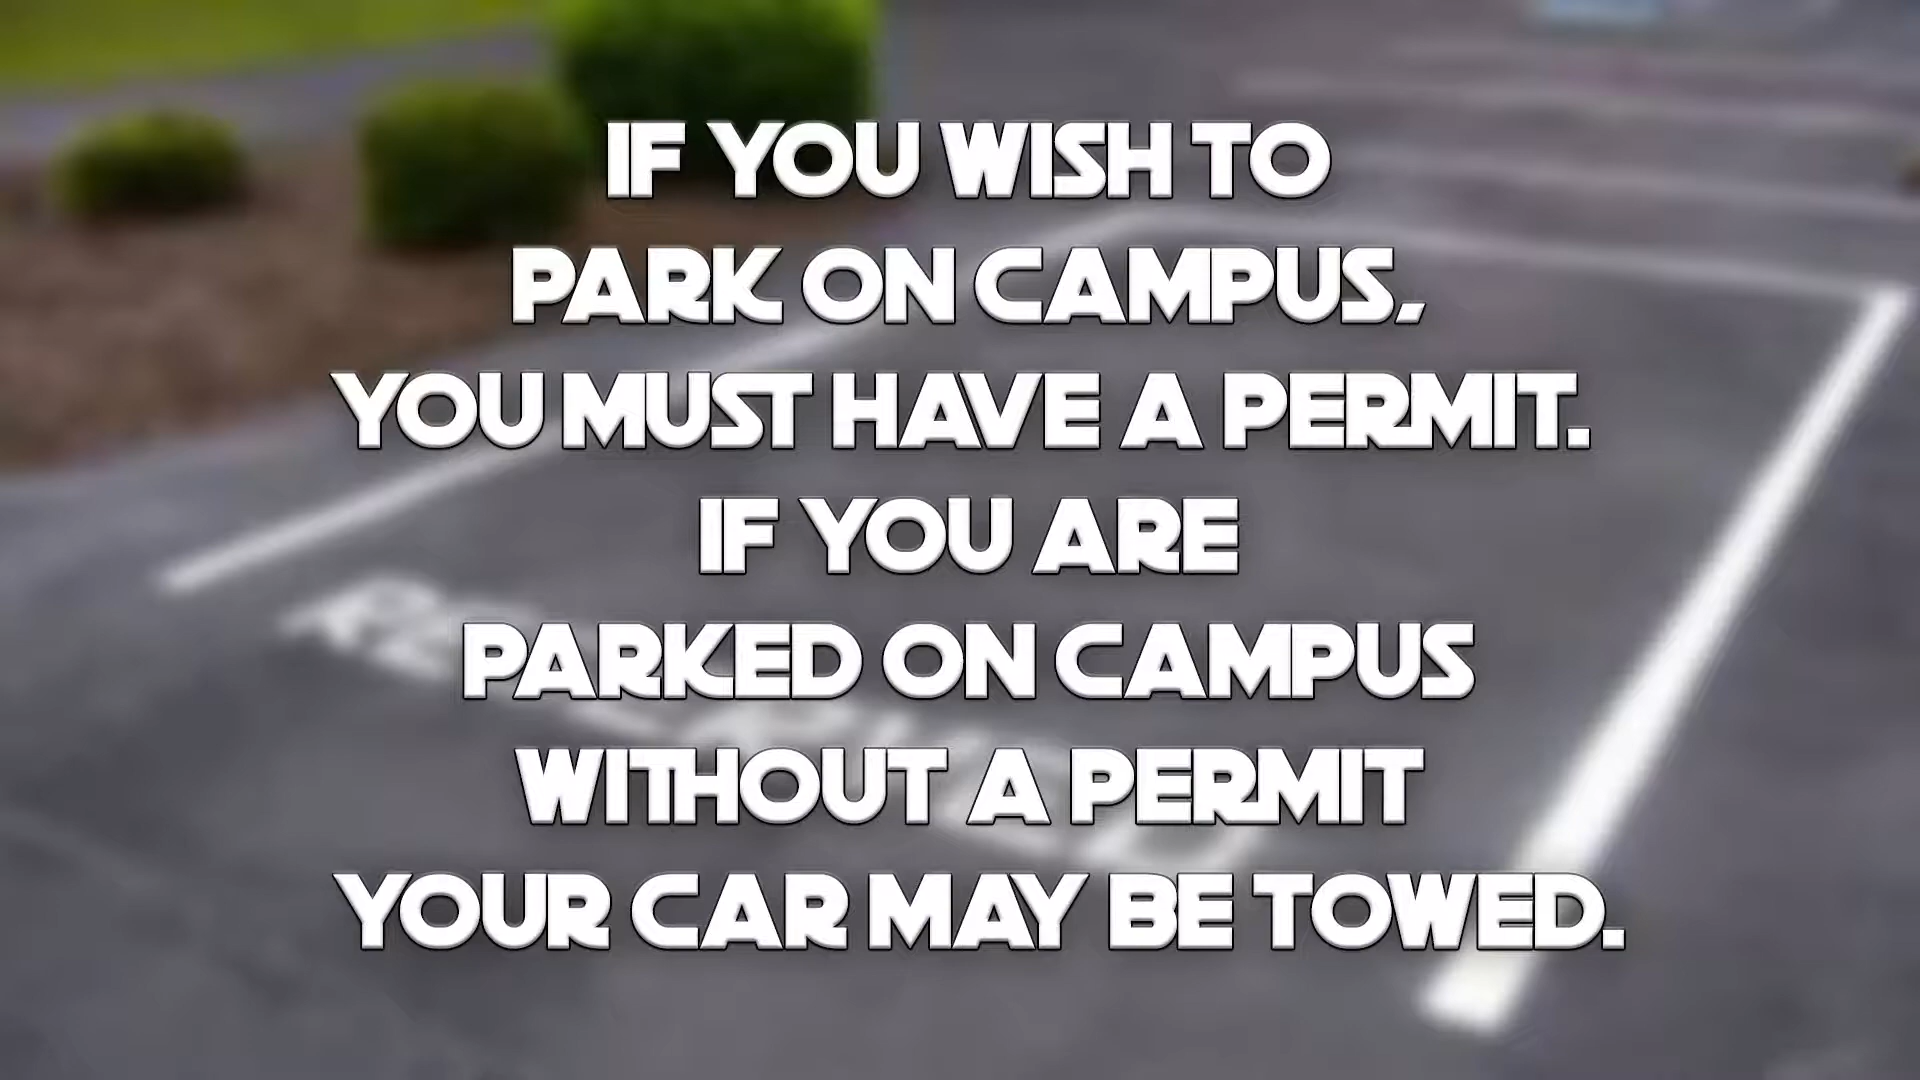 IF YOU WISH TO
PARK ON CAMPUS,
YOU MUST HAVE A PERMIT.
IF YOU ARE
PARKED ON CAMPUS
WITHOUT A PERMIT
YOUR CAR MAY BE TOWED.